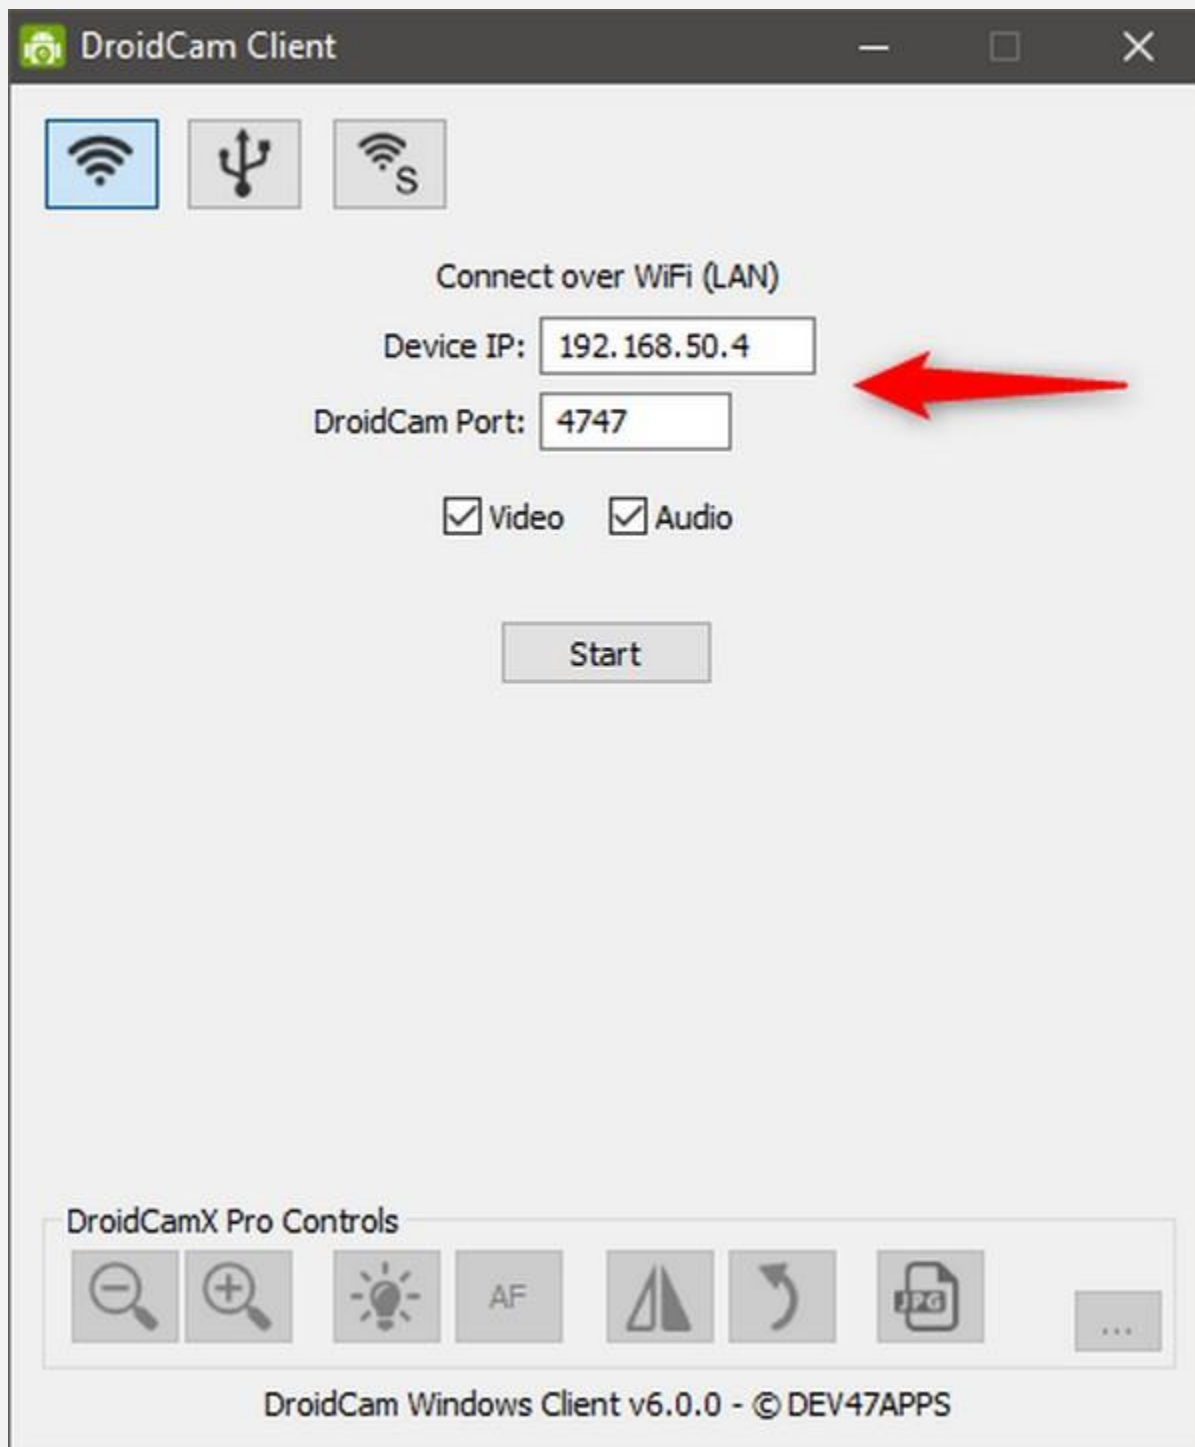 DroidCam Client
S
Connect over WiFi (LAN)
Device IP: 192.168.50.4
DroidCam Port: 4747
Video Audio
Start
DroidCamX Pro Controls
AF JPG ...
DroidCam Windows Client v6.0.0 - © DEV47APPS